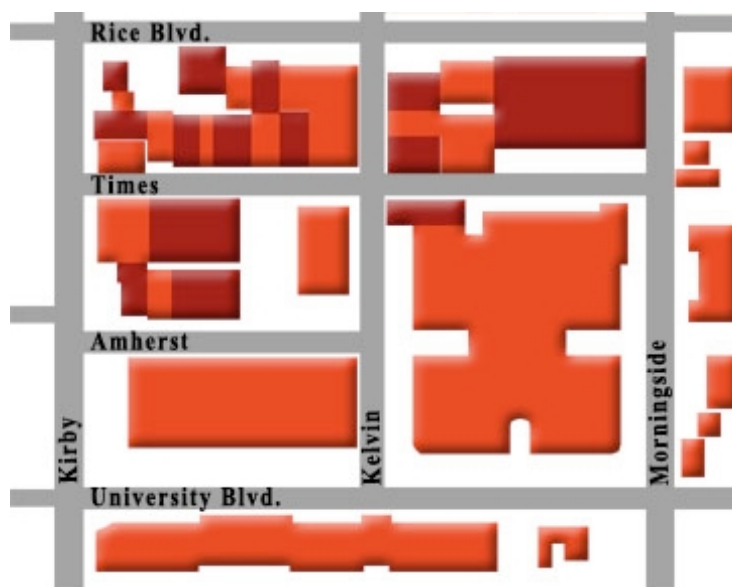 Rice Blvd.
Times
Amherst
Kirby
Kelvin
Morningside
University Blvd.